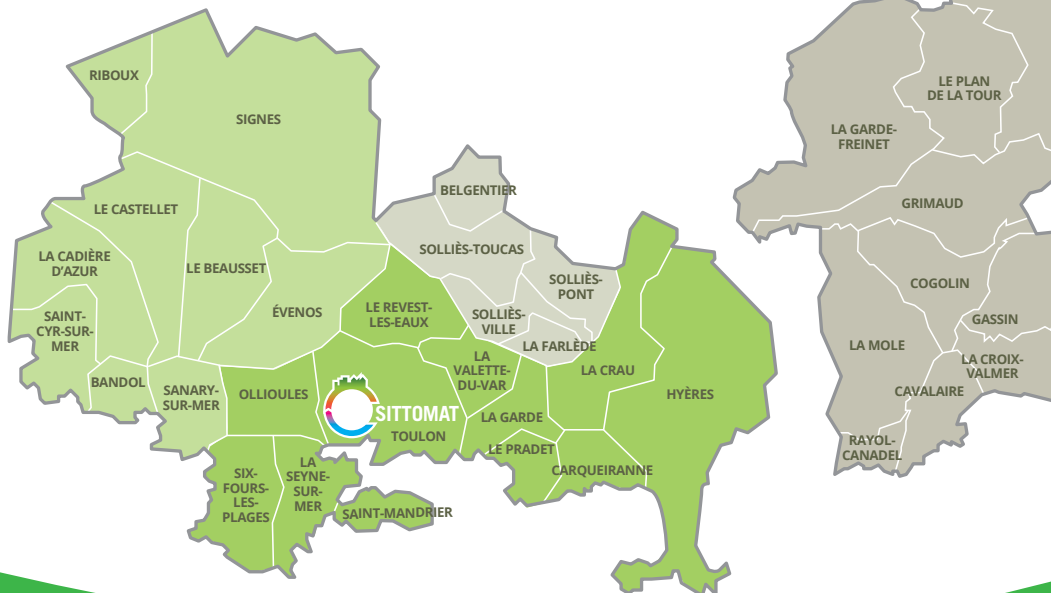 RIBOUX
SIGNES
LE CASTELLET
LA CADIÈRE
D'AZUR
LE BEAUSSET
SAINT-
CYR-SUR-
MER
ÉVENOS
BANDOL
SANARY-
SUR-MER
BELGENTIER
SOLLIÈS-TOUCAS
SOLLIÈS-
PONT
SOLLIÈS-
VILLE
LA FARLÈDE
LE REVEST-
LES-EAUX
LA
VALETTE-
DU-VAR
LA CRAU
HYÈRES
OLLIOULES
SITTOMAT
TOULON
LA GARDE
LE PRADET
CARQUEIRANNE
SIX-
FOURS-
LES-
PLAGES
LA
SEYNE-
SUR-
MER
SAINT-MANDRIER
LE PLAN
DE LA TOUR
LA GARDE-
FREINET
GRIMAUD
COGOLIN
GASSIN
LA MOLE
LA CROIX-
VALMER
CAVALAIRE
RAYOL-
CANADEL